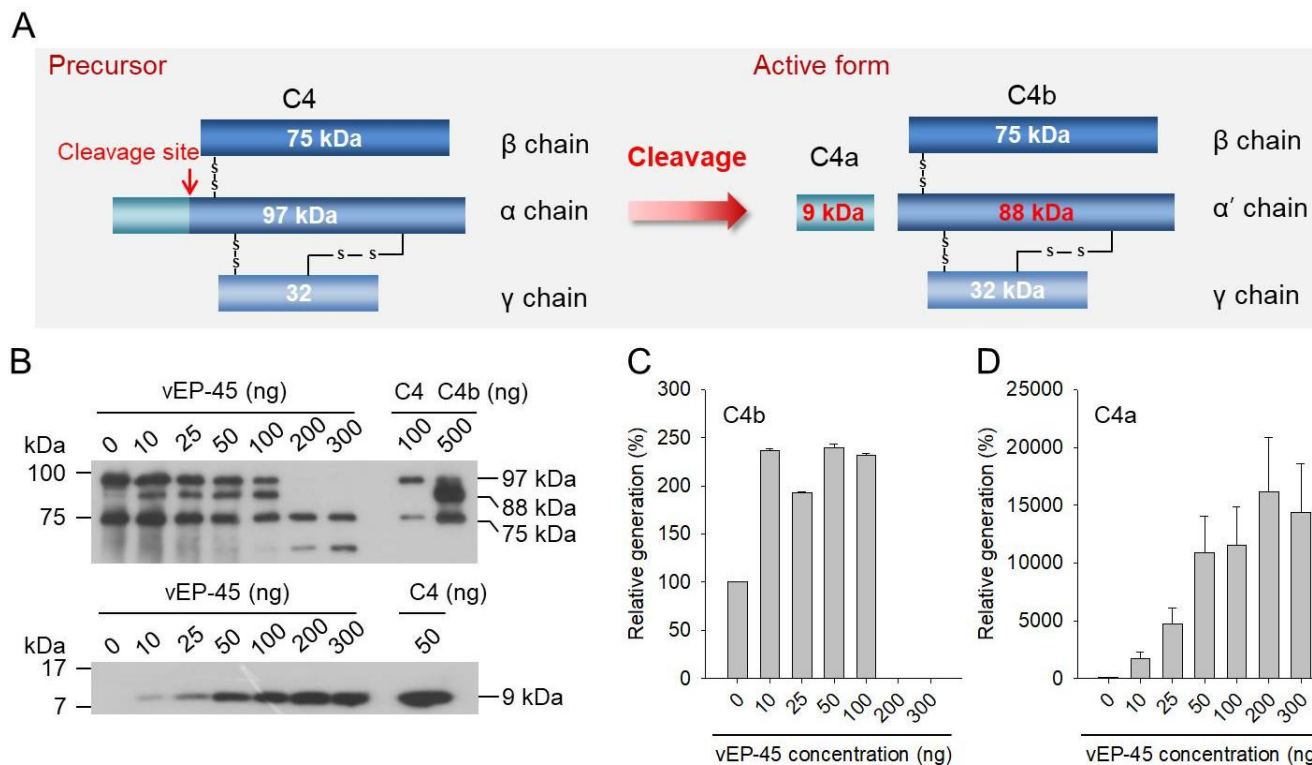 A
Precursor
Active form
C4
C4b
75 kDa
β chain
75 kDa
β chain
Cleavage site
Cleavage
C4a
S
S
S
S
97 kDa
α chain
9 kDa
88 kDa
α′ chain
S
S
S S
S
S
S S
32
γ chain
32 kDa
γ chain
B
vEP-45 (ng)
C4 C4b (ng)
kDa
0 10 25 50 100 200 300 100 500
100
97 kDa
88 kDa
75
75 kDa
vEP-45 (ng)
C4 (ng)
kDa
0 10 25 50 100 200 300 50
17
9 kDa
7
C
300
C4b
250
200
150
100
50
0
Relative generation (%)
0 10 25 50 100 200 300
vEP-45 concentration (ng)
D
25000
C4a
20000
15000
10000
5000
0
Relative generation (%)
0 10 25 50 100 200 300
vEP-45 concentration (ng